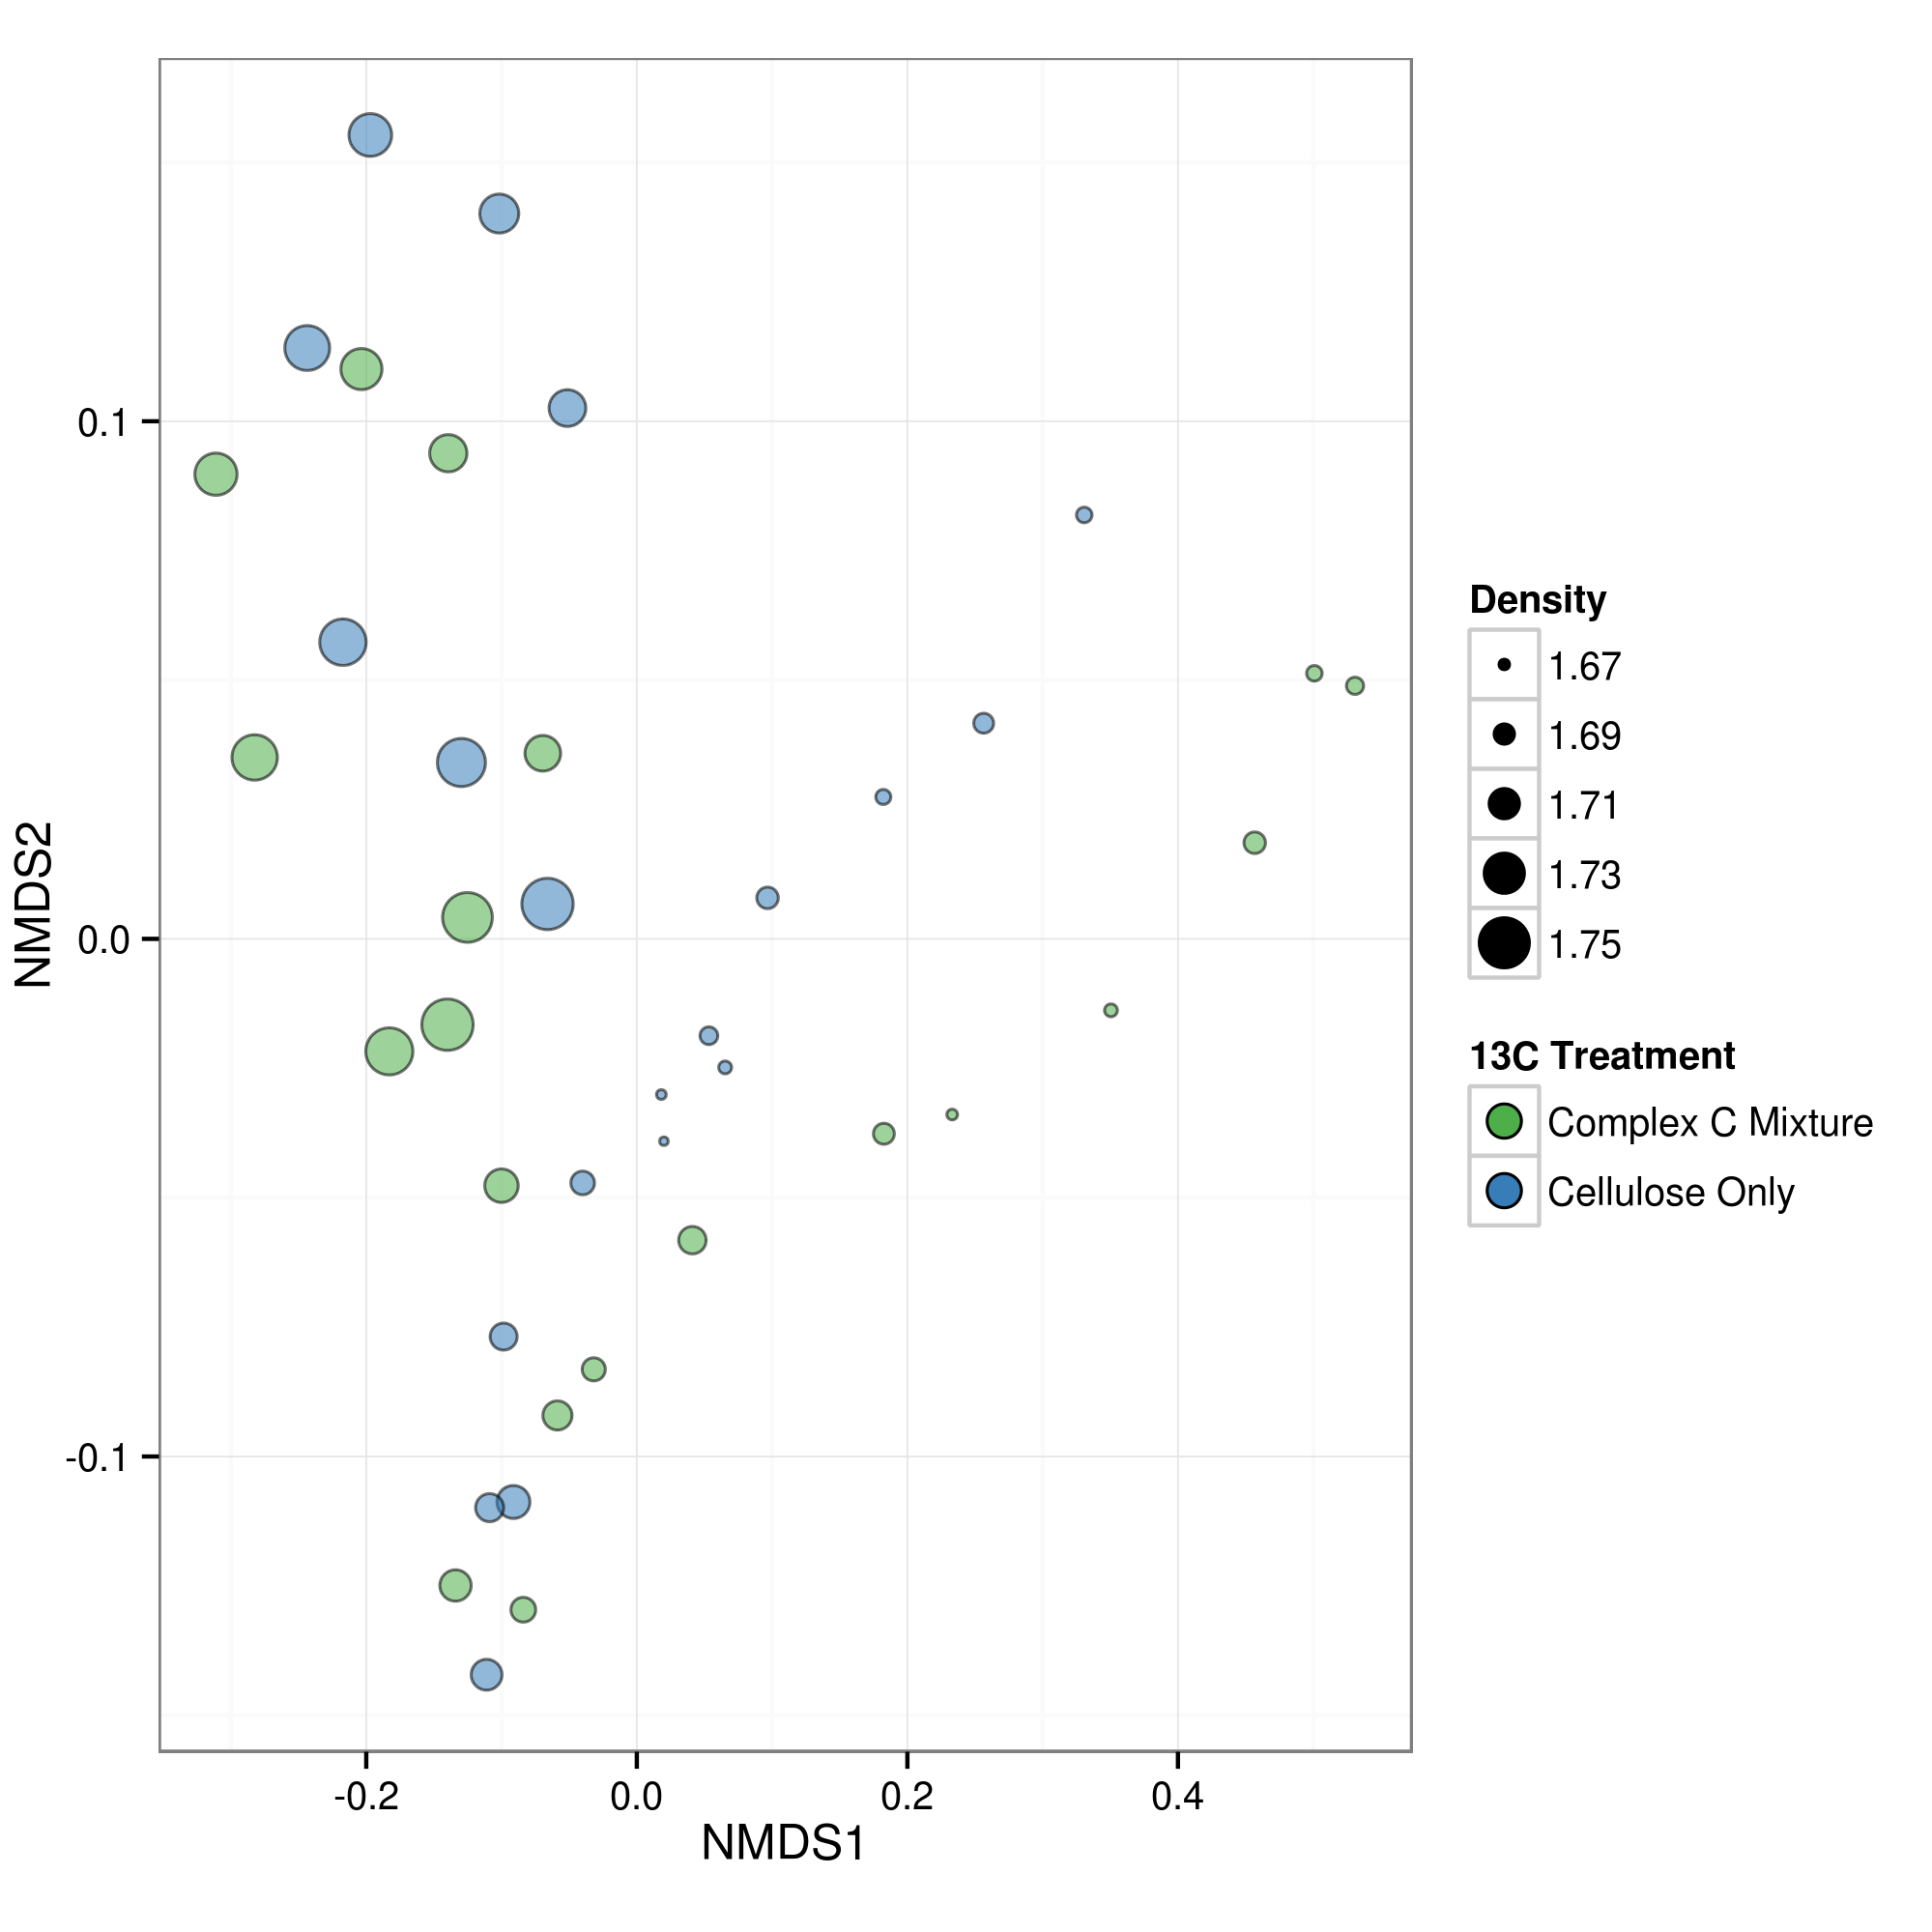 NMDS2
0.1
0.0
-0.1
-0.2
0.0
0.2
0.4
NMDS1
Density
1.67
1.69
1.71
1.73
1.75
13C Treatment
Complex C Mixture
Cellulose Only